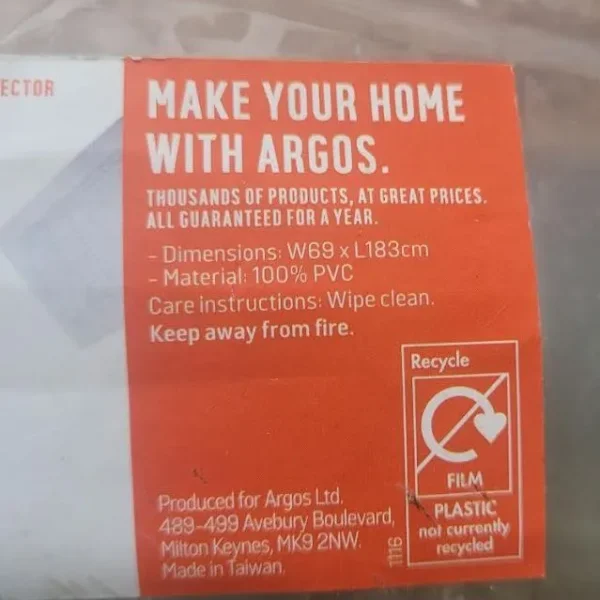 ECTOR
MAKE YOUR HOME
WITH ARGOS.
THOUSANDS OF PRODUCTS, AT GREAT PRICES.
ALL GUARANTEED FOR A YEAR.
- Dimensions: W69 x L183cm
- Material: 100% PVC
Care instructions: Wipe clean.
Keep away from fire.
Recycle
FILM
PLASTIC
not currently
recycled
Produced for Argos Ltd.
489-499 Avebury Boulevard,
Milton Keynes, MK9 2NW.
Made in Taiwan.
1116